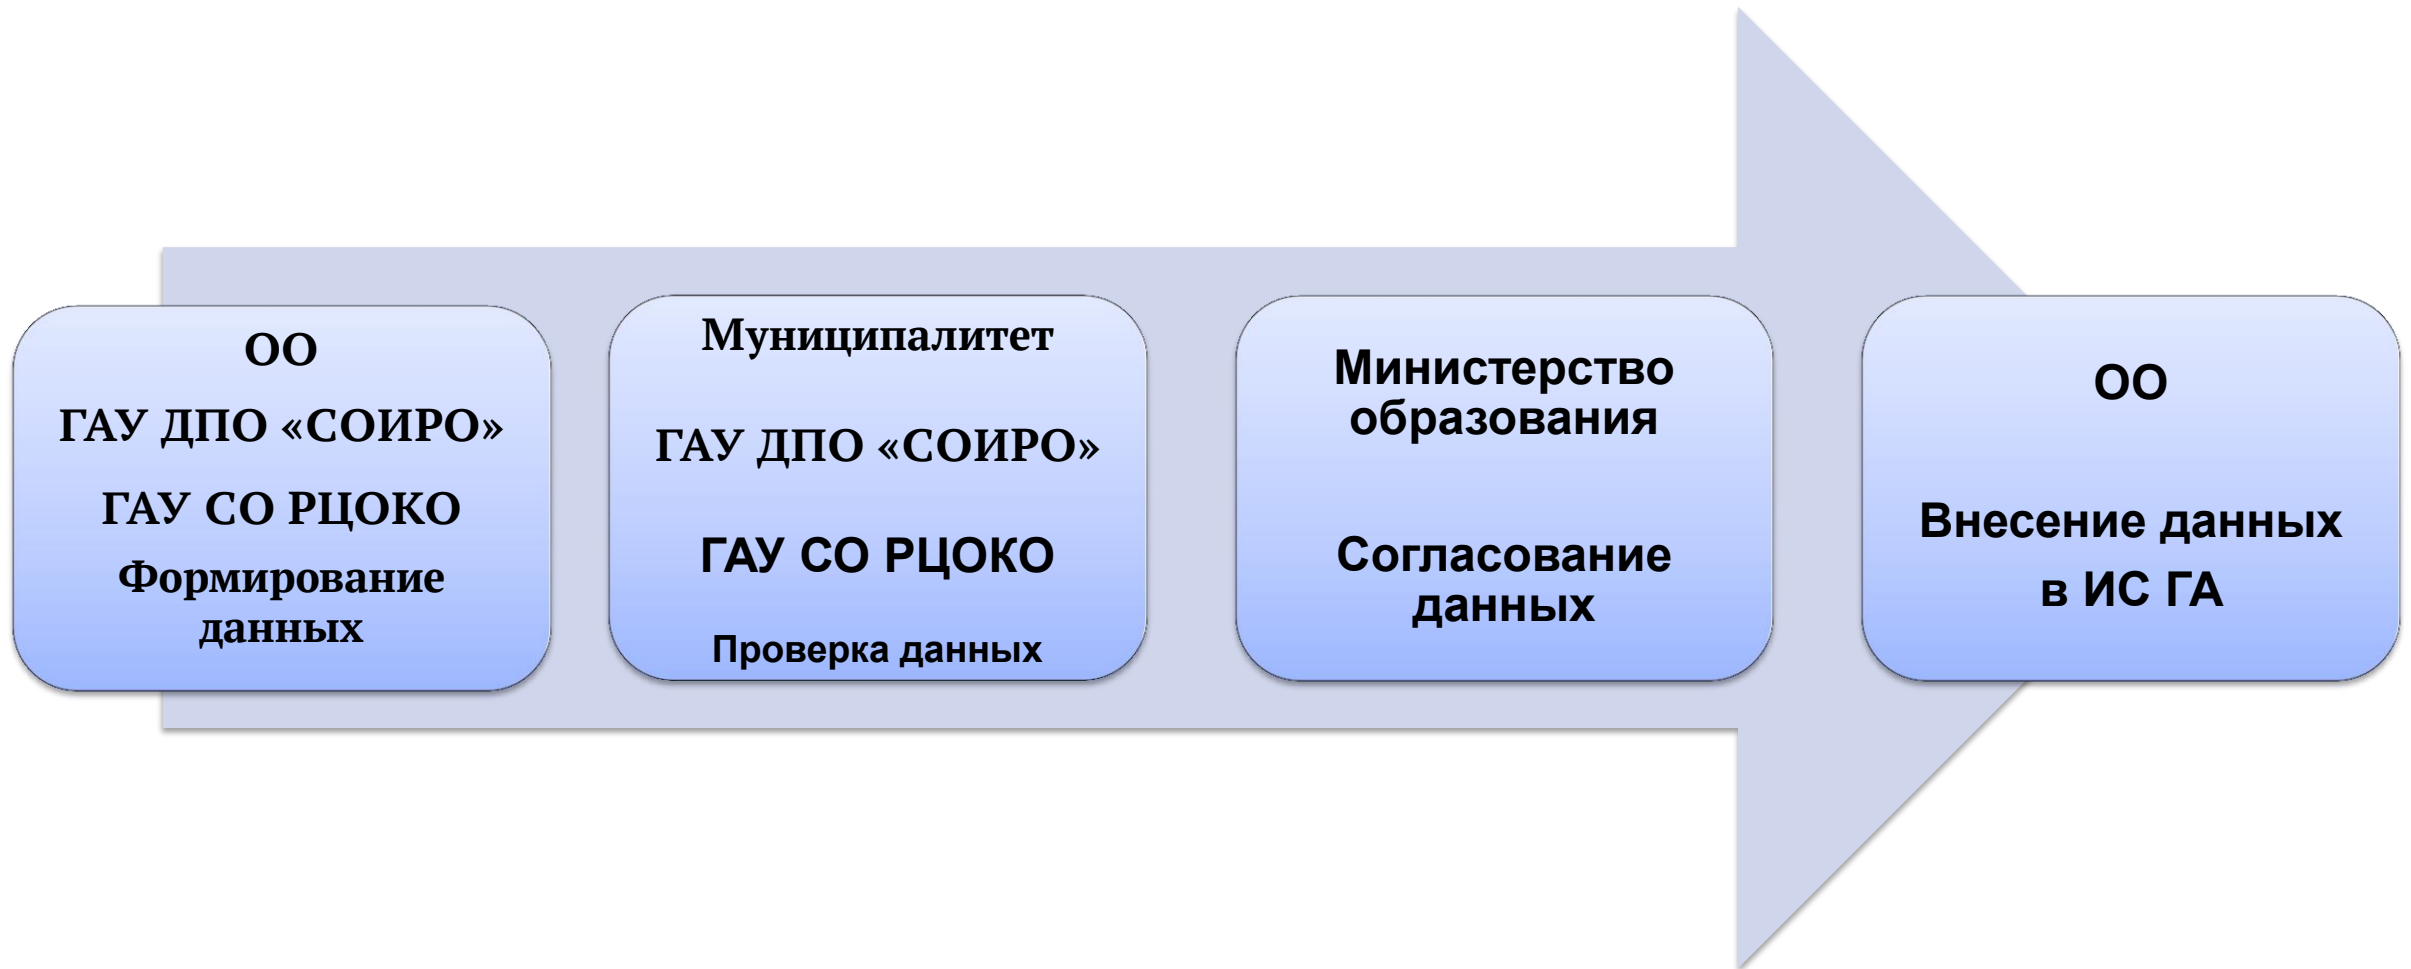 ОО
ГАУ ДПО «СОИРО»
ГАУ СО РЦОКО
Формирование
данных
Муниципалитет
ГАУ ДПО «СОИРО»
ГАУ СО РЦОКО
Проверка данных
Министерство
образования
Согласование
данных
ОО
Внесение данных
в ИС ГА